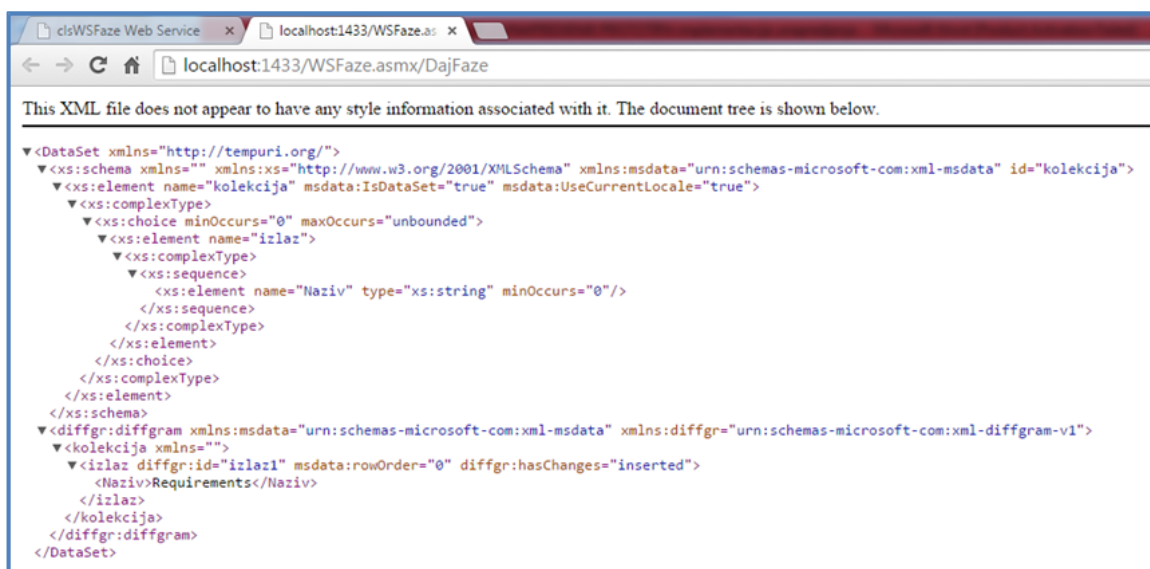 clsWSFaze Web Service × localhost:1433/WSFaze.as ×
localhost:1433/WSFaze.asmx/DajFaze
This XML file does not appear to have any style information associated with it. The document tree is shown below.
▼<DataSet xmlns="http://tempuri.org/">
▼<xs:schema xmlns="" xmlns:xs="http://www.w3.org/2001/XMLSchema" xmlns:msdata="urn:schemas-microsoft-com:xml-msdata" id="kolekcija">
▼<xs:element name="kolekcija" msdata:IsDataSet="true" msdata:UseCurrentLocale="true">
▼<xs:complexType>
▼<xs:choice minOccurs="0" maxOccurs="unbounded">
▼<xs:element name="izlaz">
▼<xs:complexType>
▼<xs:sequence>
<xs:element name="Naziv" type="xs:string" minOccurs="0"/>
</xs:sequence>
</xs:complexType>
</xs:element>
</xs:choice>
</xs:complexType>
</xs:element>
</xs:schema>
▼<diffgr:diffgram xmlns:msdata="urn:schemas-microsoft-com:xml-msdata" xmlns:diffgr="urn:schemas-microsoft-com:xml-diffgram-v1">
▼<kolekcija xmlns="">
▼<izlaz diffgr:id="izlaz1" msdata:rowOrder="0" diffgr:hasChanges="inserted">
<Naziv>Requirements</Naziv>
</izlaz>
</kolekcija>
</diffgr:diffgram>
</DataSet>